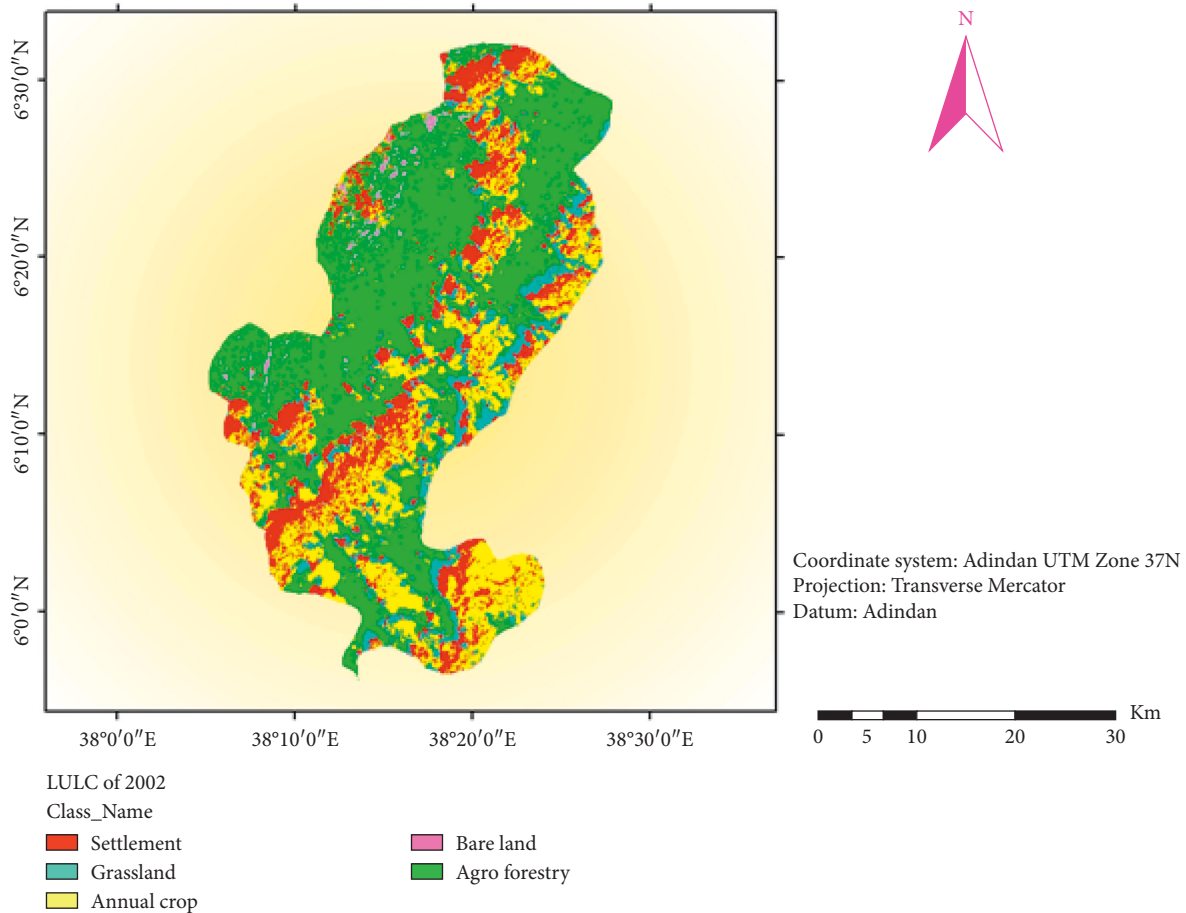 N
6°30′0″N
6°20′0″N
6°10′0″N
6°0′0″N
38°0′0″E
38°10′0″E
38°20′0″E
38°30′0″E
Coordinate system: Adindan UTM Zone 37N
Projection: Transverse Mercator
Datum: Adindan
Km
0 5 10 20 30
LULC of 2002
Class_Name
Settlement
Grassland
Annual crop
Bare land
Agro forestry